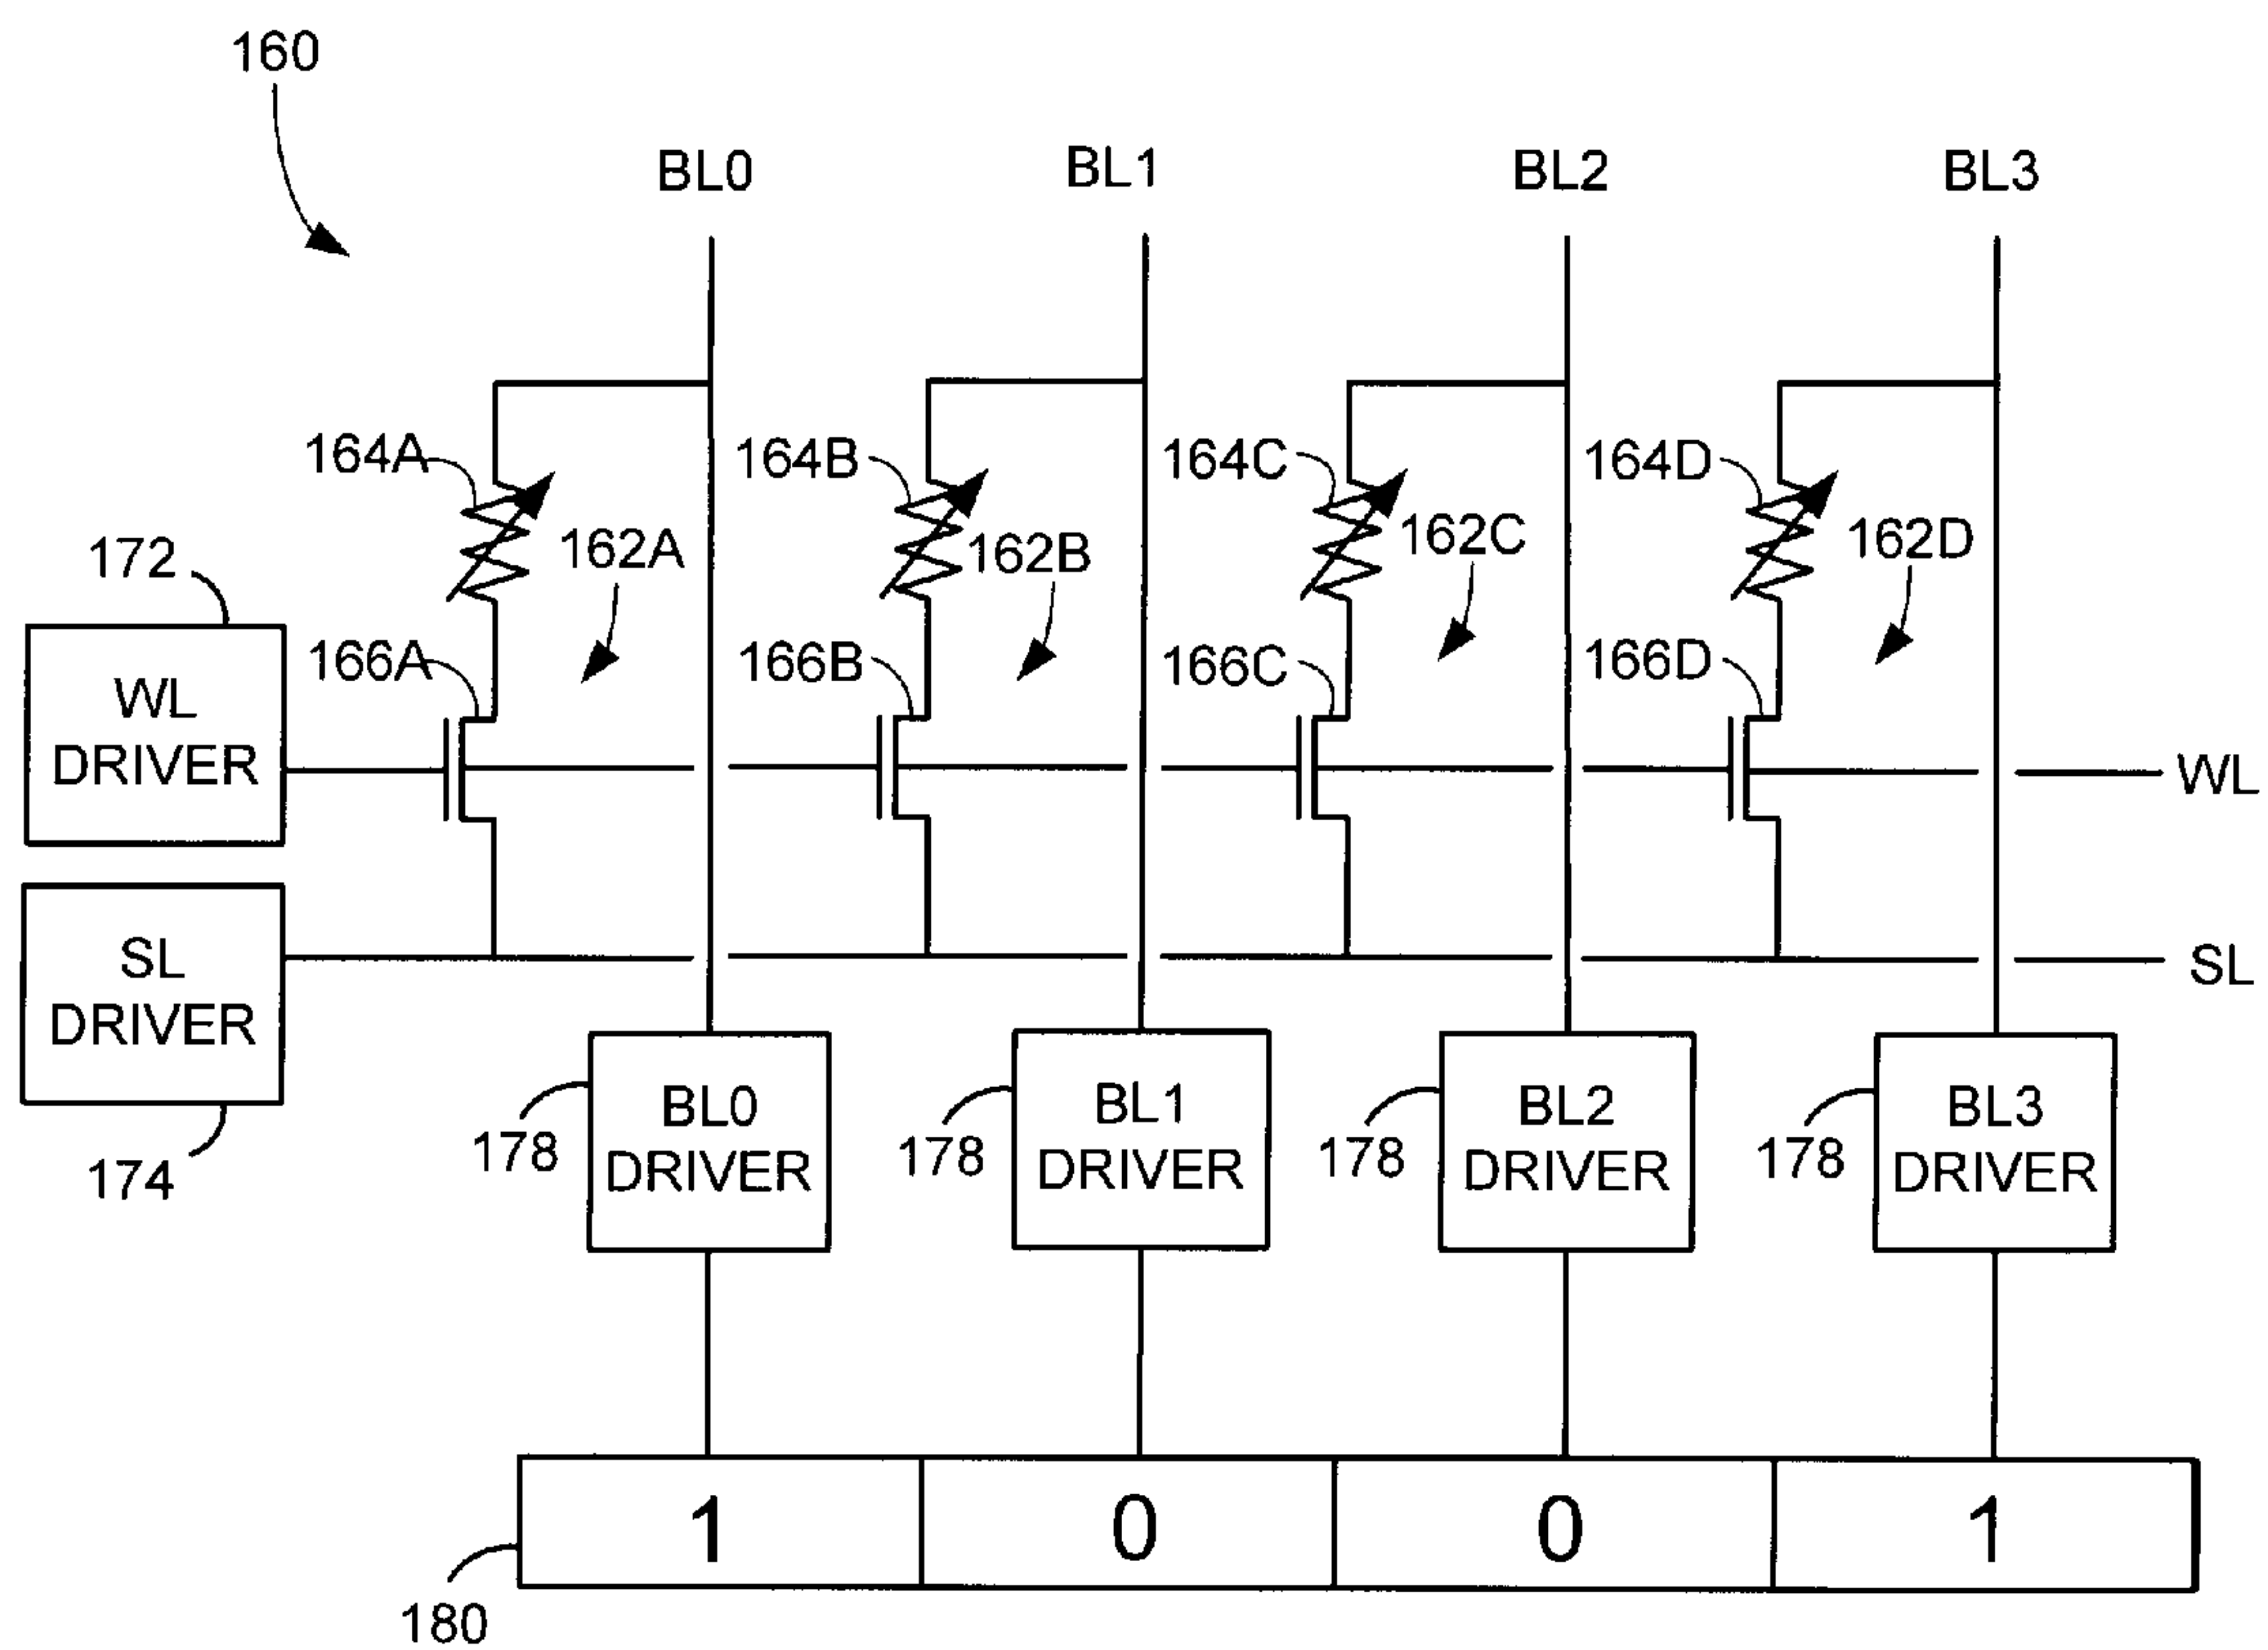 160
BL0 BL1 BL2 BL3
164A 164B 164C 164D
162A 162B 162C 162D
172
166A 166B 166C 166D
WL
DRIVER
WL
SL
DRIVER
SL
174
BL0
DRIVER
178
BL1
DRIVER
178
BL2
DRIVER
178
BL3
DRIVER
178
1 0 0 1
180